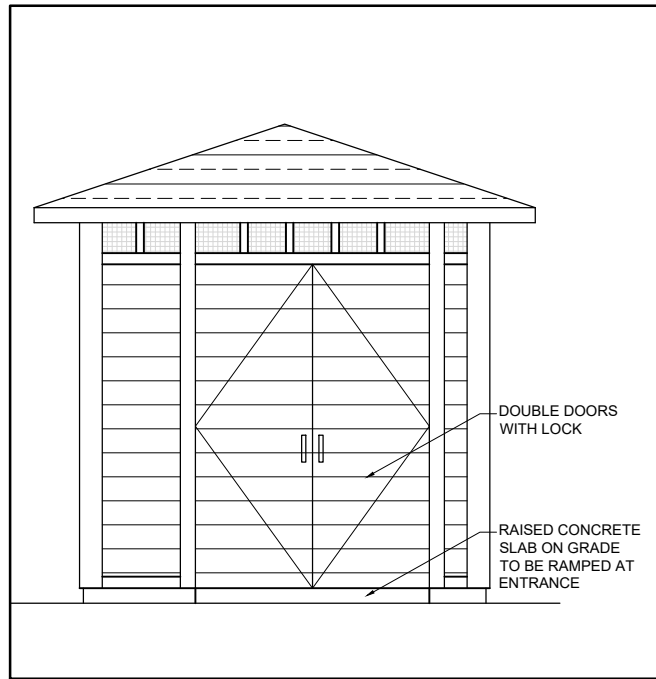 DOUBLE DOORS
WITH LOCK
RAISED CONCRETE
SLAB ON GRADE
TO BE RAMPED AT
ENTRANCE